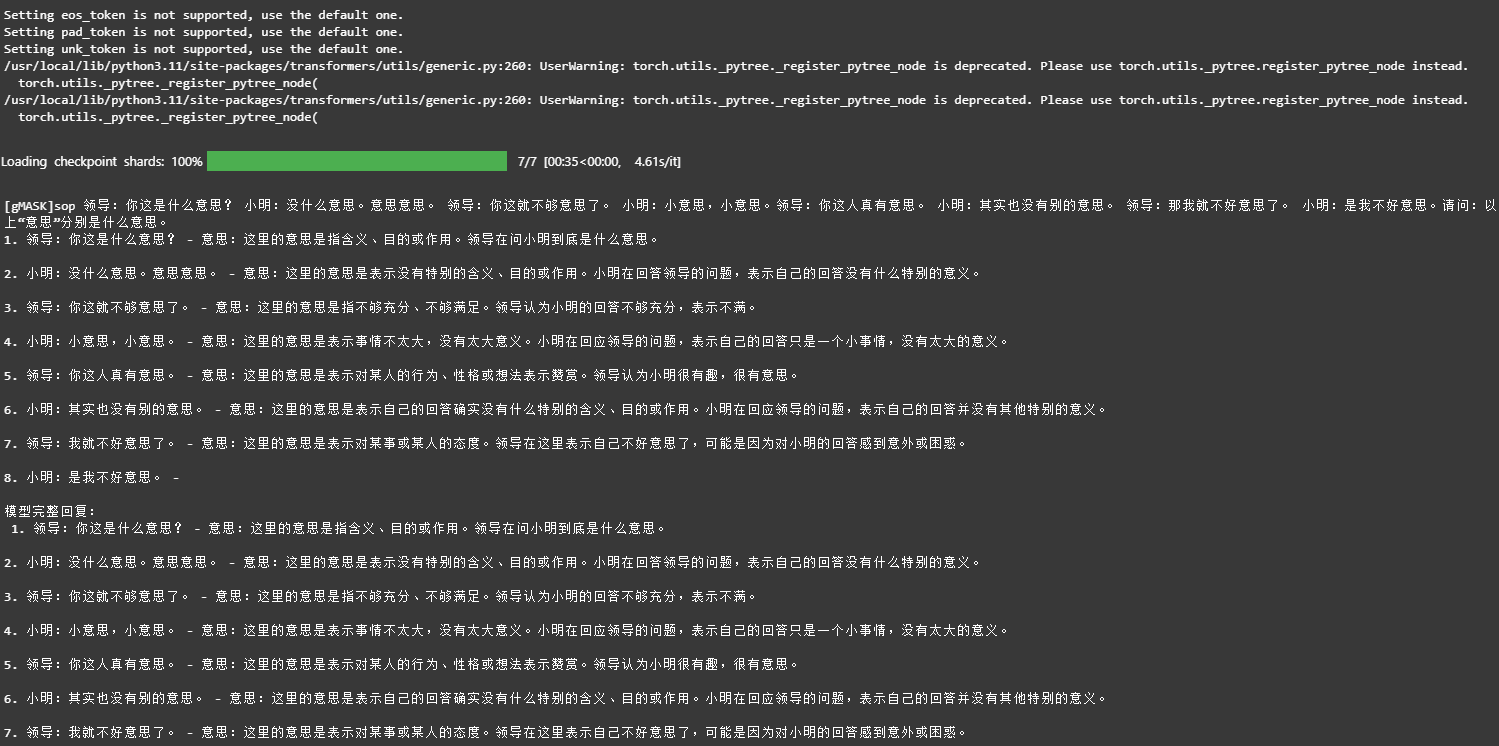 Setting eos_token is not supported, use the default one.
Setting pad_token is not supported, use the default one.
Setting unk_token is not supported, use the default one.
/usr/local/lib/python3.11/site-packages/transformers/utils/generic.py:260: UserWarning: torch.utils._pytree._register_pytree_node is deprecated. Please use torch.utils._pytree.register_pytree_node instead.
  torch.utils._pytree._register_pytree_node(
/usr/local/lib/python3.11/site-packages/transformers/utils/generic.py:260: UserWarning: torch.utils._pytree._register_pytree_node is deprecated. Please use torch.utils._pytree.register_pytree_node instead.
  torch.utils._pytree._register_pytree_node(
Loading checkpoint shards: 100% 7/7 [00:35<00:00, 4.61s/it]
[gMASK]sop 领导：你这是什么意思？ 小明：没什么意思。意思意思。 领导：你这就不够意思了。 小明：小意思，小意思。领导：你这人真有意思。 小明：其实也没有别的意思。 领导：那我就不好意思了。 小明：是我不好意思。请问：以
上“意思”分别是什么意思。
1. 领导：你这是什么意思？ - 意思：这里的意思是指含义、目的或作用。领导在问小明到底是什么意思。
2. 小明：没什么意思。意思意思。 - 意思：这里的意思是表示没有特别的含义、目的或作用。小明在回答领导的问题，表示自己的回答没有什么特别的意义。
3. 领导：你这就不够意思了。 - 意思：这里的意思是指不够充分、不够满足。领导认为小明的回答不够充分，表示不满。
4. 小明：小意思，小意思。 - 意思：这里的意思是表示事情不太大，没有太大意义。小明在回应领导的问题，表示自己的回答只是一个小事情，没有太大的意义。
5. 领导：你这人真有意思。 - 意思：这里的意思是表示对某人的行为、性格或想法表示赞赏。领导认为小明很有趣，很有意思。
6. 小明：其实也没有别的意思。 - 意思：这里的意思是表示自己的回答确实没有什么特别的含义、目的或作用。小明在回应领导的问题，表示自己的回答并没有其他特别的意义。
7. 领导：我就不好意思了。 - 意思：这里的意思是表示对某事或某人的态度。领导在这里表示自己不好意思了，可能是因为对小明的回答感到意外或困惑。
8. 小明：是我不好意思。 -
模型完整回复：
 1. 领导：你这是什么意思？ - 意思：这里的意思是指含义、目的或作用。领导在问小明到底是什么意思。
2. 小明：没什么意思。意思意思。 - 意思：这里的意思是表示没有特别的含义、目的或作用。小明在回答领导的问题，表示自己的回答没有什么特别的意义。
3. 领导：你这就不够意思了。 - 意思：这里的意思是指不够充分、不够满足。领导认为小明的回答不够充分，表示不满。
4. 小明：小意思，小意思。 - 意思：这里的意思是表示事情不太大，没有太大意义。小明在回应领导的问题，表示自己的回答只是一个小事情，没有太大的意义。
5. 领导：你这人真有意思。 - 意思：这里的意思是表示对某人的行为、性格或想法表示赞赏。领导认为小明很有趣，很有意思。
6. 小明：其实也没有别的意思。 - 意思：这里的意思是表示自己的回答确实没有什么特别的含义、目的或作用。小明在回应领导的问题，表示自己的回答并没有其他特别的意义。
7. 领导：我就不好意思了。 - 意思：这里的意思是表示对某事或某人的态度。领导在这里表示自己不好意思了，可能是因为对小明的回答感到意外或困惑。